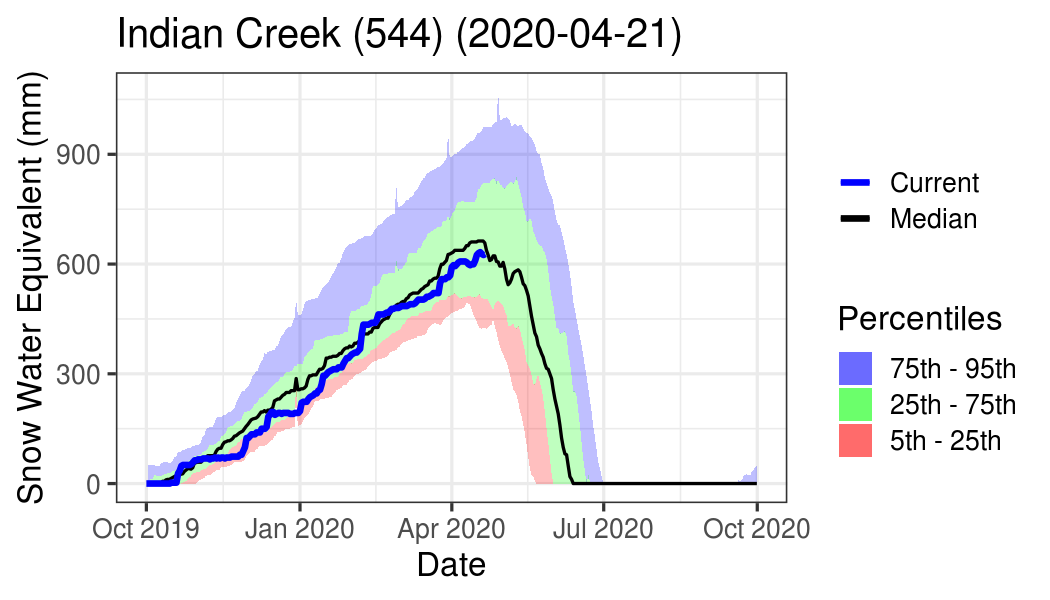 Indian Creek (544) (2020-04-21)
Snow Water Equivalent (mm)
900
600
300
0
Oct 2019
Jan 2020
Apr 2020
Jul 2020
Oct 2020
Date
Current
Median
Percentiles
75th - 95th
25th - 75th
5th - 25th